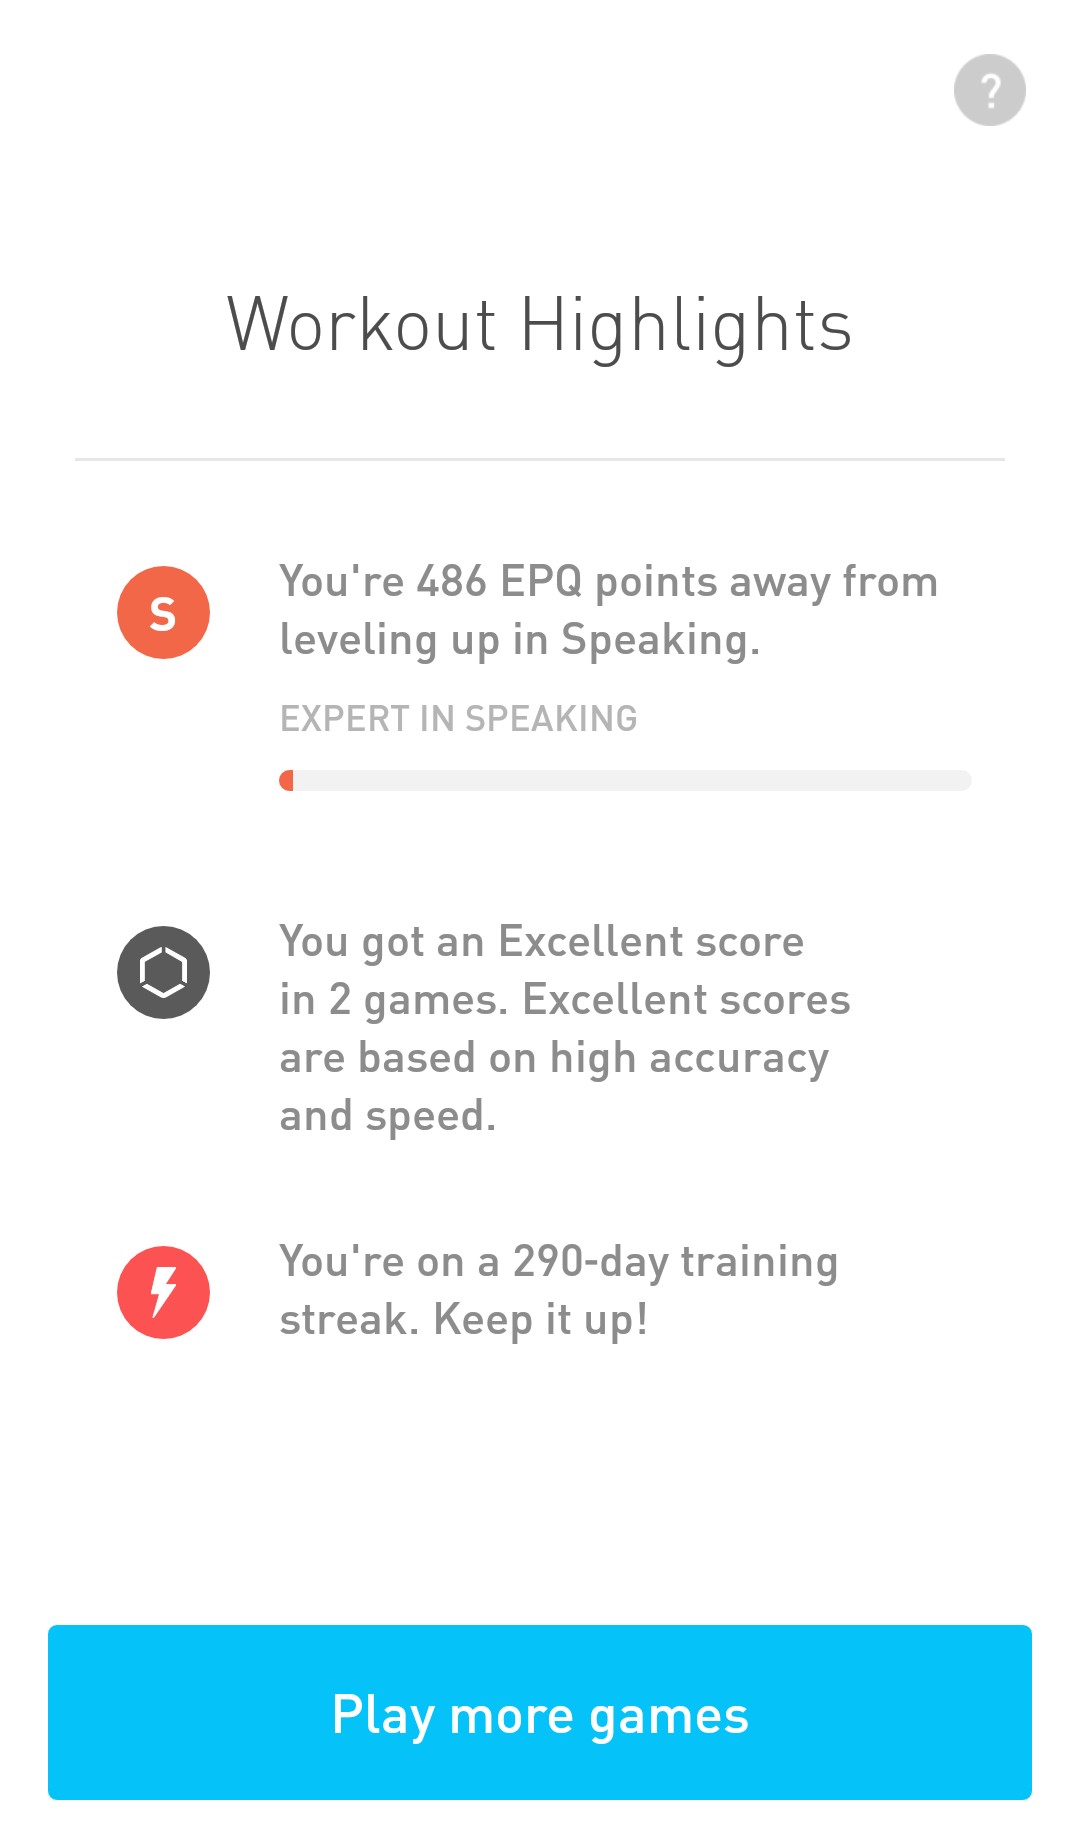 ?
Workout Highlights
S
You're 486 EPQ points away from
leveling up in Speaking.
EXPERT IN SPEAKING
You got an Excellent score
in 2 games. Excellent scores
are based on high accuracy
and speed.
You're on a 290-day training
streak. Keep it up!
Play more games